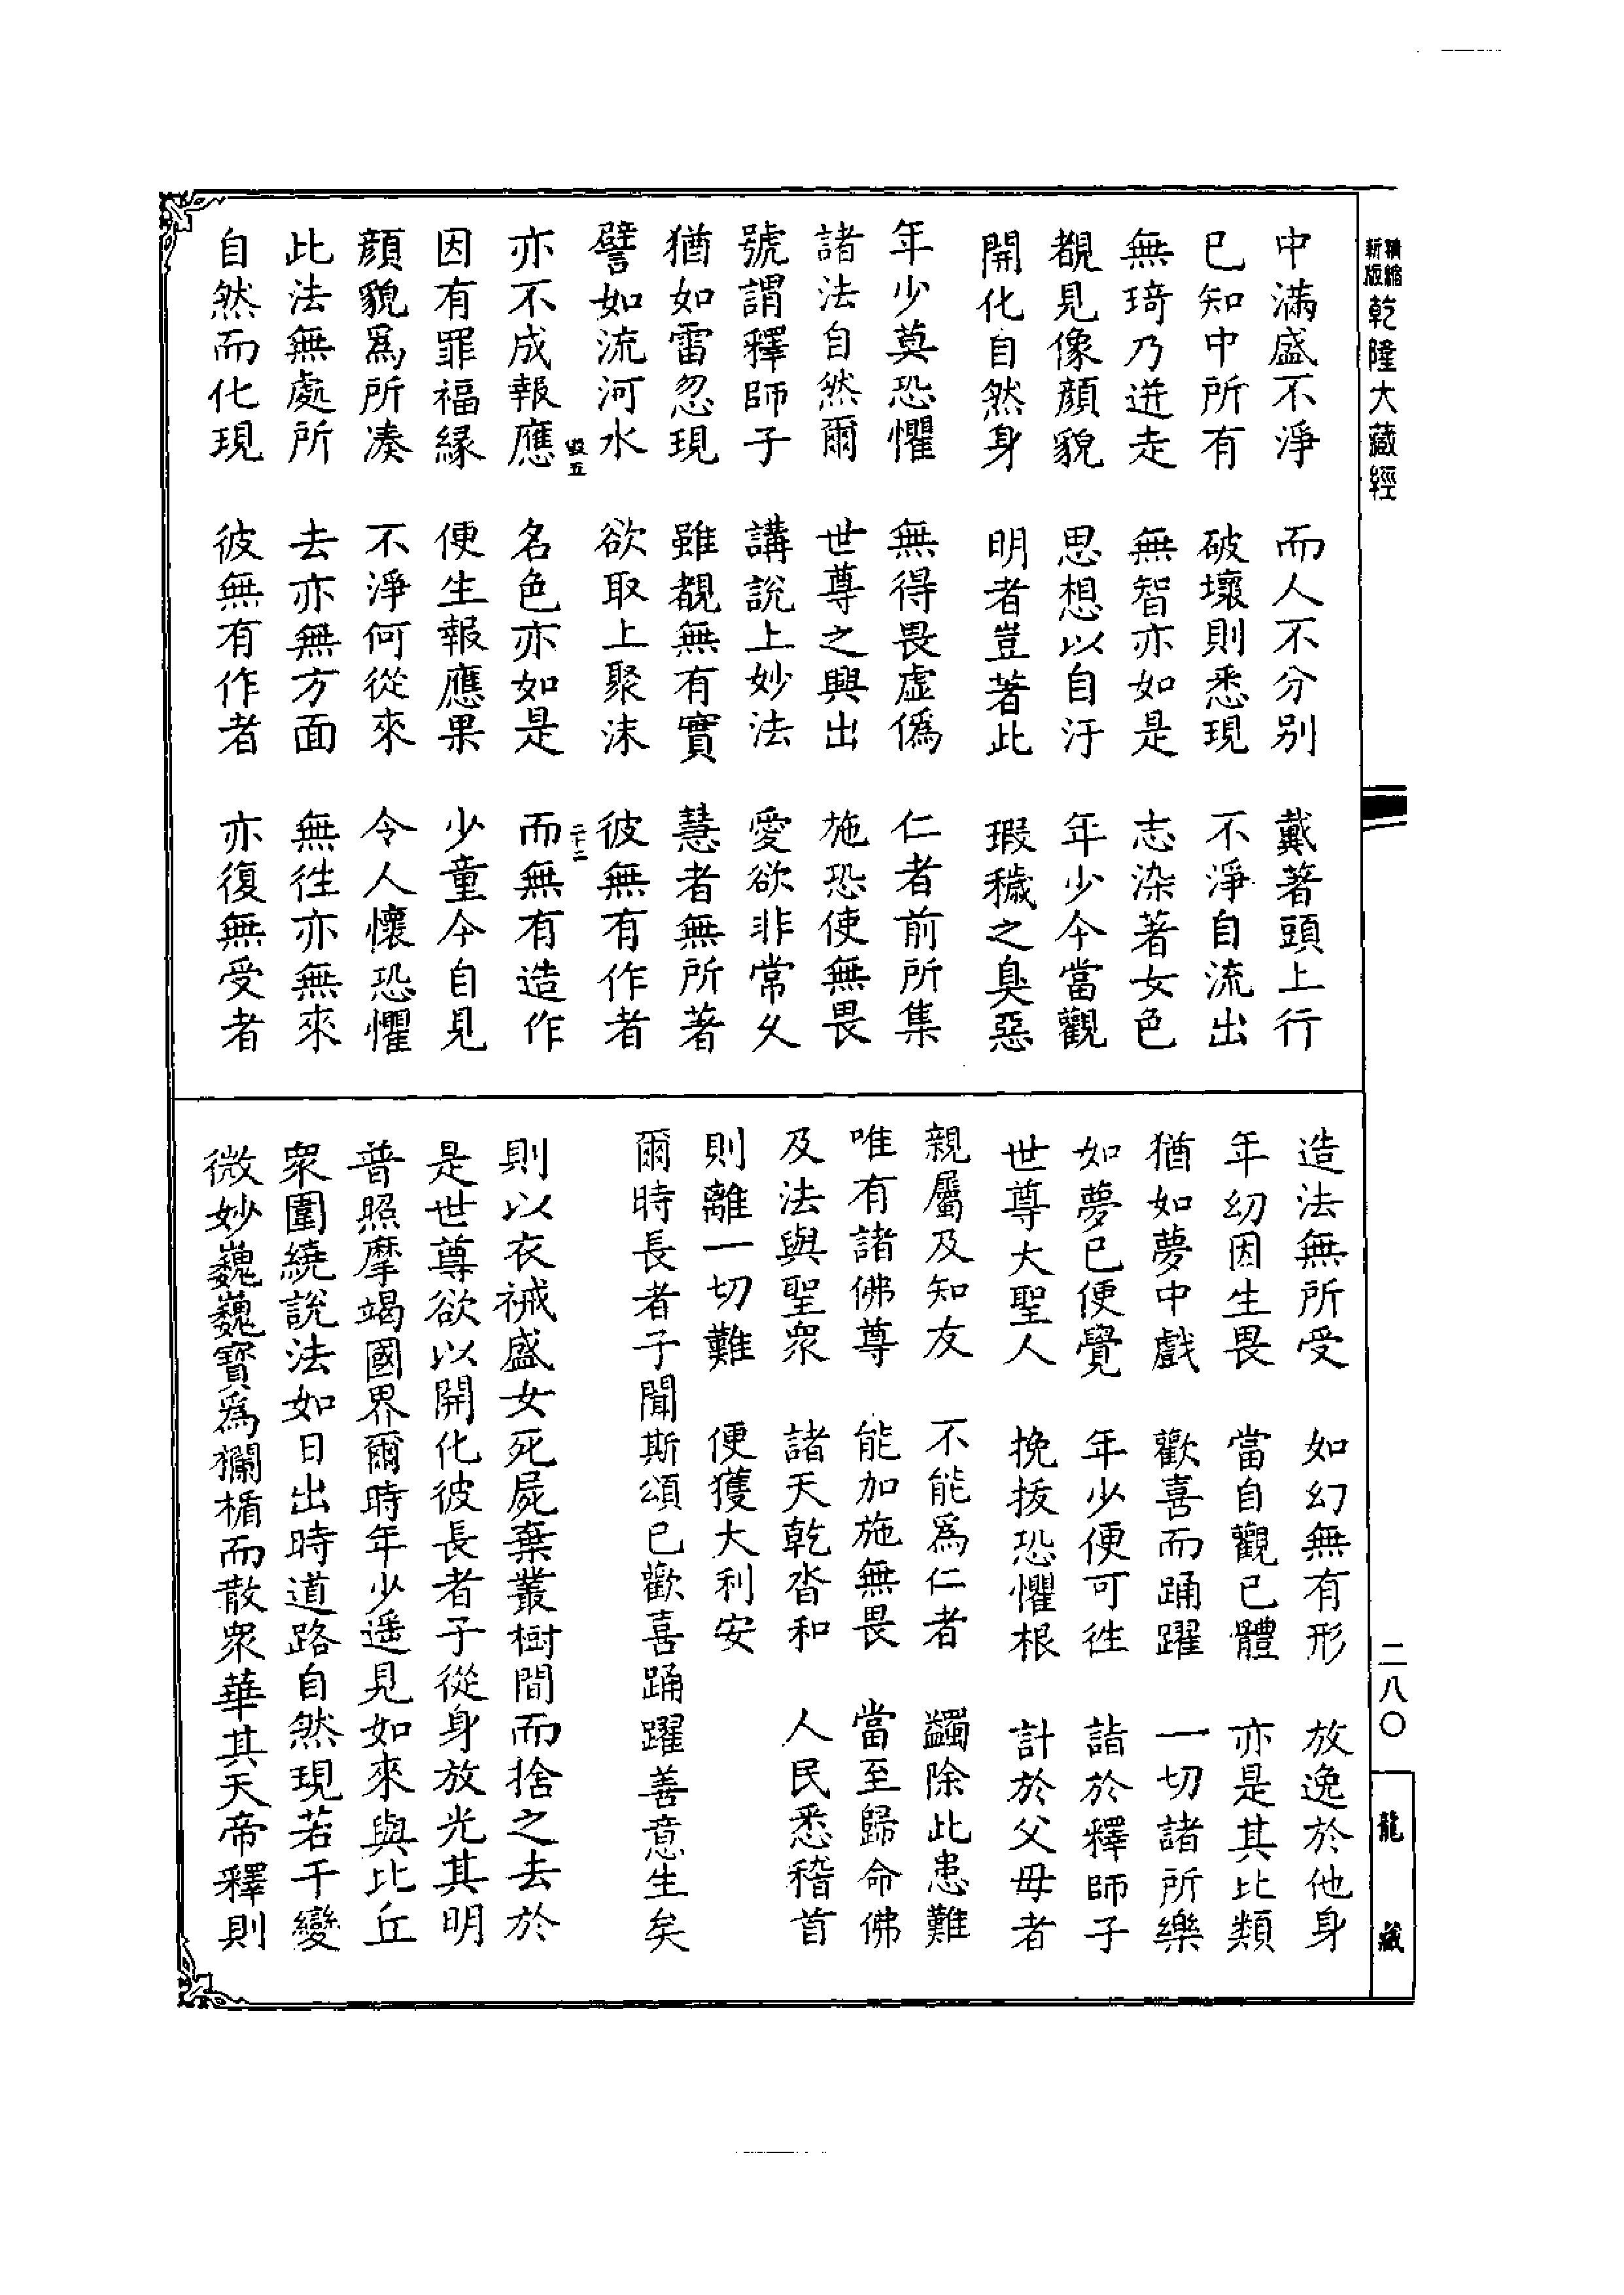 精縮新版乾隆大藏經
中滿盛不淨　而人不分別　戴著頭上行
已知中所有　破壞則悉現　不淨自流出
無琦乃迸走　無智亦如是　志染著女色
覩見像顏貌　思想以自汙　年少今當觀
開化自然身　明者豈著此　瑕穢之臭惡
年少莫恐懼　無得畏虛僞　仁者前所集
諸法自然爾　世尊之興出　施恐使無畏
號謂釋師子　講說上妙法　愛欲非常久
猶如雷忽現　雖覩無有實　慧者無所著
譬如流河水　欲取上聚沫　彼無有作者
毀五　二十二
亦不成報應　名色亦如是　而無有造作
因有罪福緣　便生報應果　少童今自見
顏貌爲所湊　不淨何從來　令人懷恐懼
此法無處所　去亦無方面　無徃亦無來
自然而化現　彼無有作者　亦復無受者
造法無所受　如幻無有形　放逸於他身
年幼因生畏　當自觀己體　亦是其比類
猶如夢中戲　歡喜而踊躍　一切諸所樂
如夢已便覺　年少便可徃　詣於釋師子
世尊大聖人　挽拔恐懼根　計於父母者
親屬及知友　不能爲仁者　蠲除此患難
唯有諸佛尊　能加施無畏　當至歸命佛
及法與聖衆　諸天乾沓和　人民悉稽首
則離一切難　便獲大利安
爾時長者子聞斯頌已歡喜踊躍善意生矣
則以衣裓盛女死屍棄叢樹間而捨之去於
是世尊欲以開化彼長者子從身放光其明
普照摩竭國界爾時年少遥見如來與比丘
衆圍繞說法如日出時道路自然現若干變
微妙巍巍寶爲欄楯而散衆華其天帝釋則
二八〇
龍藏